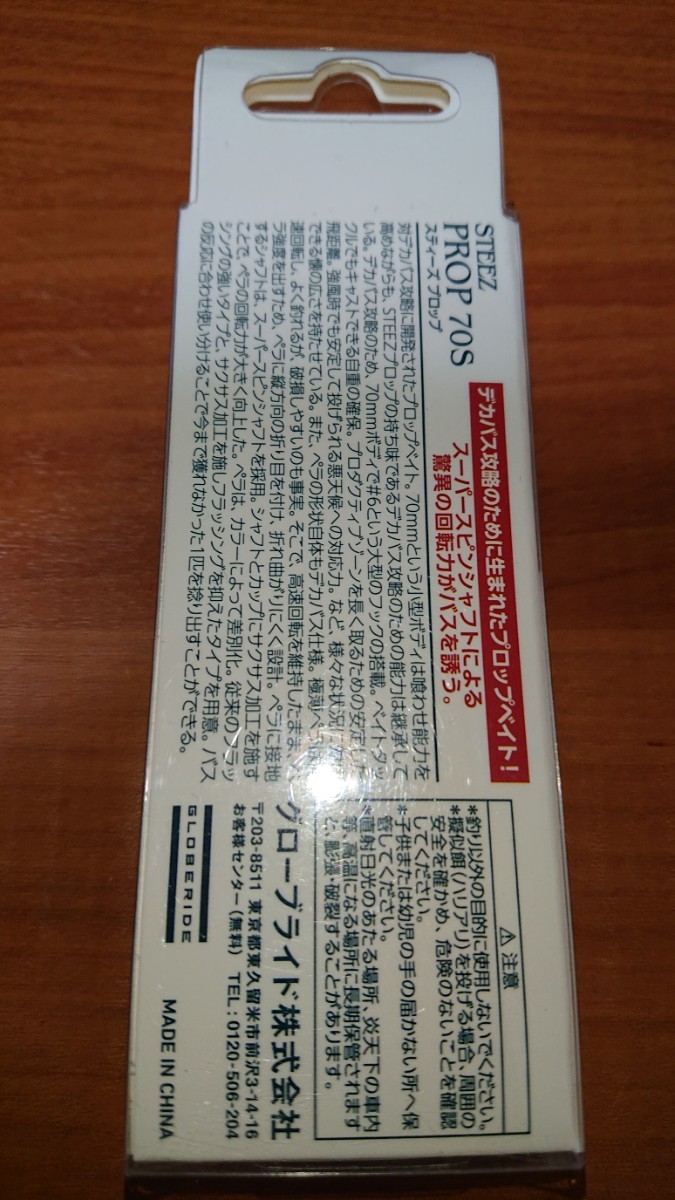 STEEZ
PROP 70S
スティーズ プロップ
デカバス攻略のために生まれたプロップベイト!
スーパースピンシャフトによる
驚異の回転力がバスを誘う。
対デカバス攻略に開発されたプロップベイト。70mmという小型ボディは喰わせ能力を
高めながらも、STEEZプロップの持ち味であるデカバス攻略のための能力は継承して
いる。デカバス攻略のため、70mmボディで#6という大型のフックの搭載。ベイトタッ
クルでもキャストできる自重の確保。プロダクティブゾーンを長く取るための安定した
飛距離。強風時でも安定して投げられる悪天候への対応力。など、様々な状況に
できる懐の広さを持たせている。また、ペラの形状自体もデカバス仕様。極薄ペラは
速回転し、よく釣れるが、破損しやすいのも事実。そこで、高速回転を維持したまま、
ラ強度を出すため、ペラに縦方向の折り目を付け、折れ曲がりにくく設計。ペラに接地
するシャフトは、スーパースピンシャフトを採用。シャフトとカップにサクサス加工を施す
ことで、ペラの回転力が大きく向上した。ペラは、カラーによって差別化。従来のフラッ
シングの強いタイプと、サクサス加工を施しフラッシングを抑えたタイプを用意。バス
の反応に合わせ使い分けることで今まで獲れなかった1匹を捻り出すことができる。
⚠ 注意
*釣り以外の目的に使用しないでください。
*擬似餌(ハリアリ)を投げる場合、周囲の
安全を確かめ、危険のないことを確認
してください。
*子供または幼児の手の届かない所へ保
管してください。
*直射日光のあたる場所、炎天下の車内
等、高温になる場所に長期保管されます
と、膨張・破裂することがあります。
グローブライド株式会社
〒203-8511 東京都東久留米市前沢3-14-16
お客様センター(無料) TEL:0120-506-204
GLOBERIDE
MADE IN CHINA